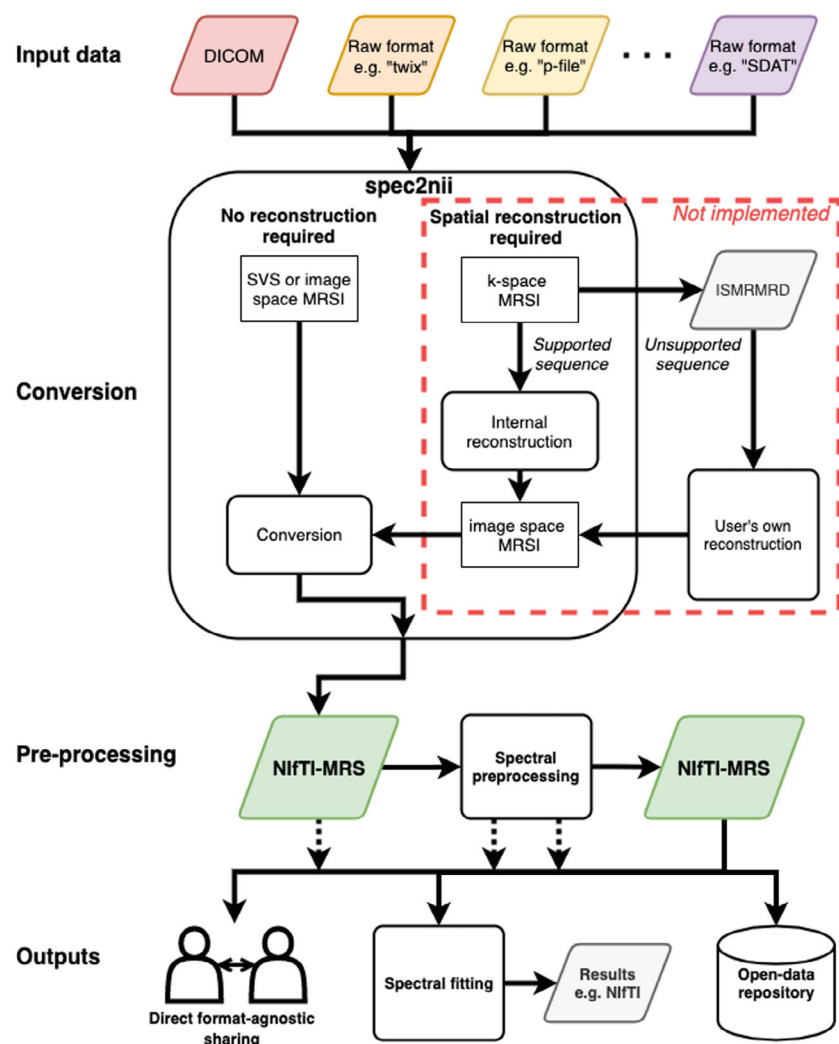 Input data
DICOM
Raw format
e.g. "twix"
Raw format
e.g. "p-file"
. . .
Raw format
e.g. "SDAT"
spec2nii
No reconstruction
required
Spatial reconstruction
required
Not implemented
SVS or image
space MRSI
k-space
MRSI
ISMRMRD
Supported
sequence
Unsupported
sequence
Conversion
Internal
reconstruction
Conversion
image space
MRSI
User's own
reconstruction
Pre-processing
NIfTI-MRS
Spectral
preprocessing
NIfTI-MRS
Outputs
Direct format-agnostic
sharing
Spectral fitting
Results
e.g. NIfTI
Open-data
repository